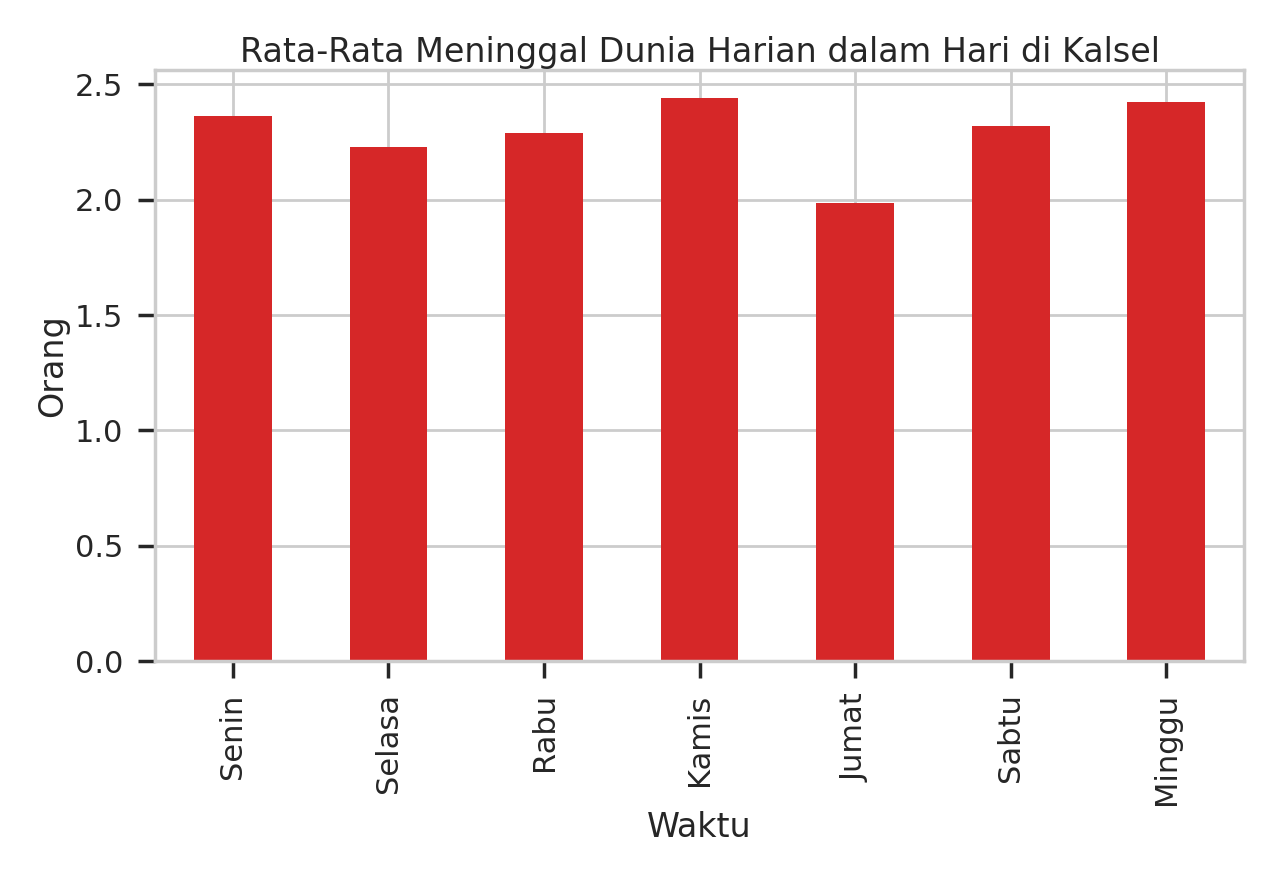 Rata-Rata Meninggal Dunia Harian dalam Hari di Kalsel
2.5
2.0
1.5
1.0
0.5
0.0
Orang
Senin
Selasa
Rabu
Kamis
Jumat
Sabtu
Minggu
Waktu